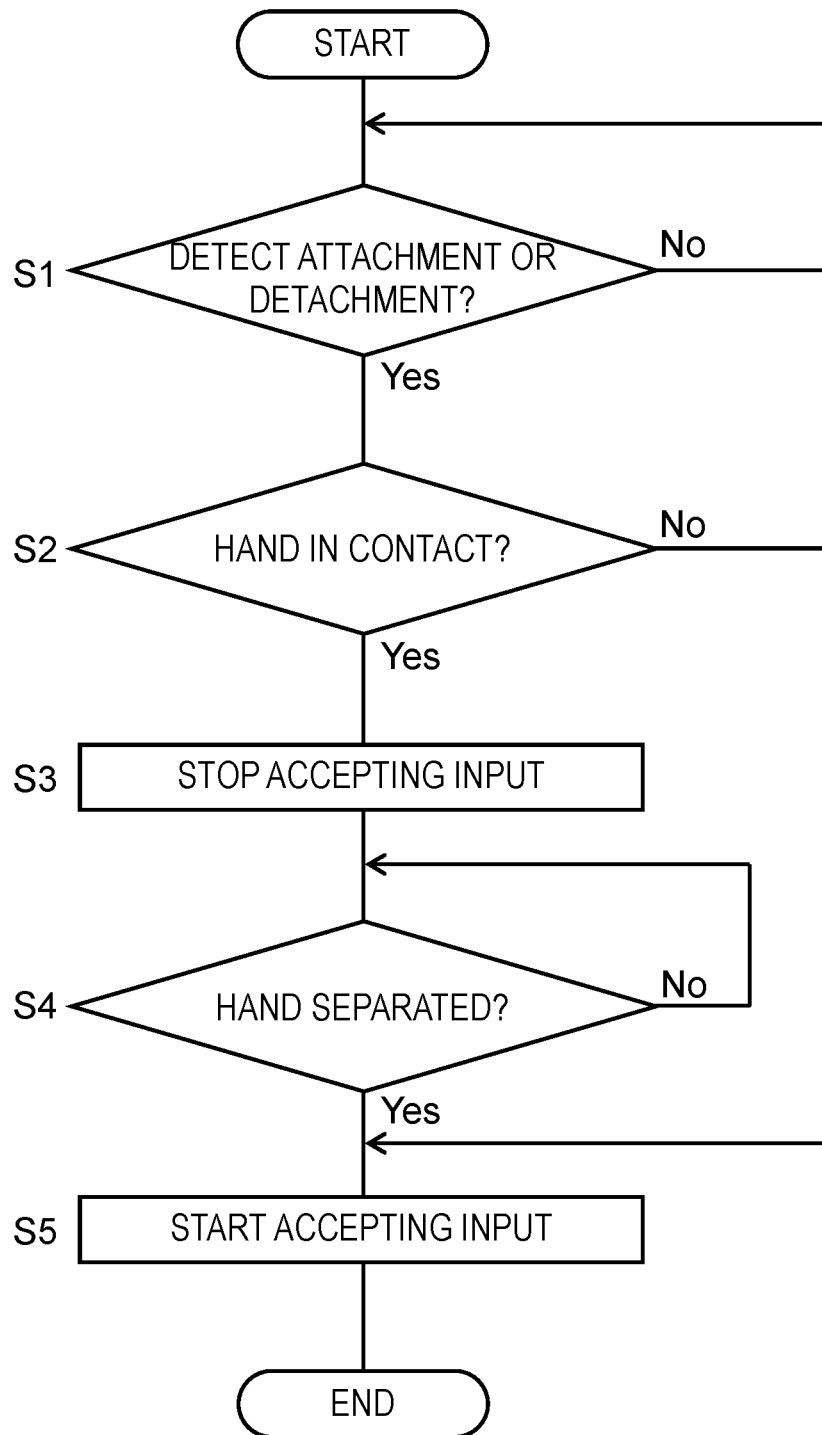 START
S1
DETECT ATTACHMENT OR
DETACHMENT?
No
Yes
S2
HAND IN CONTACT?
No
Yes
S3
STOP ACCEPTING INPUT
S4
HAND SEPARATED?
No
Yes
S5
START ACCEPTING INPUT
END